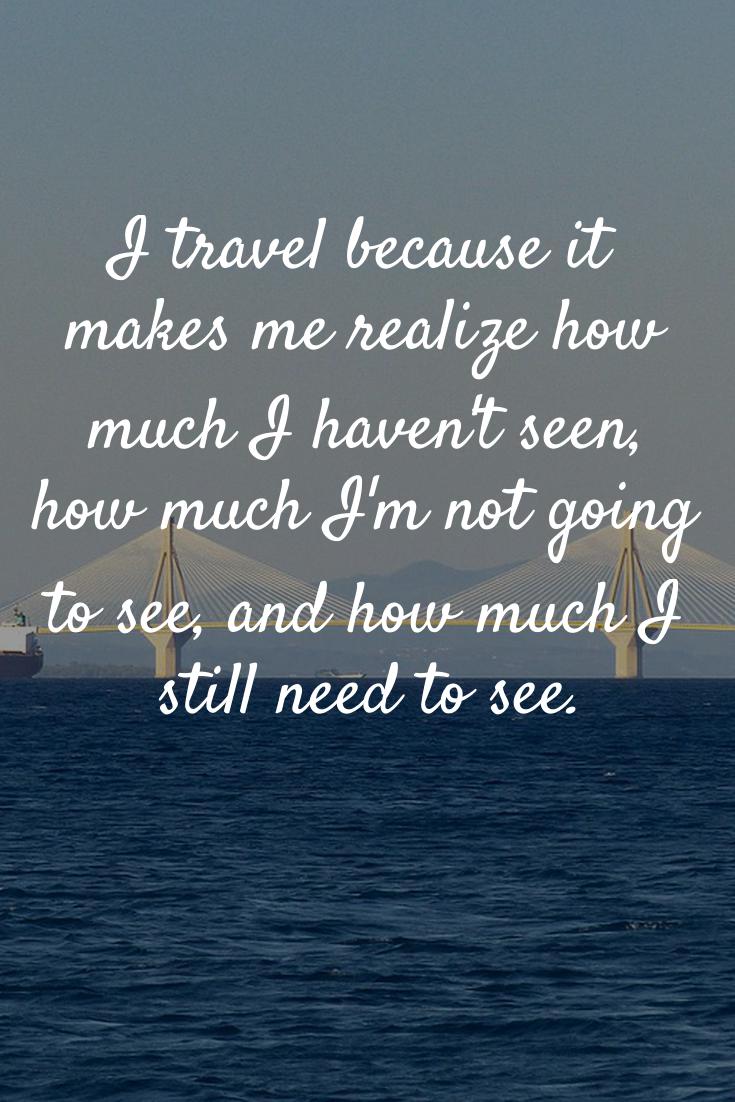 I travel because it
makes me realize how
much I haven't seen,
how much I'm not going
to see, and how much I
still need to see.